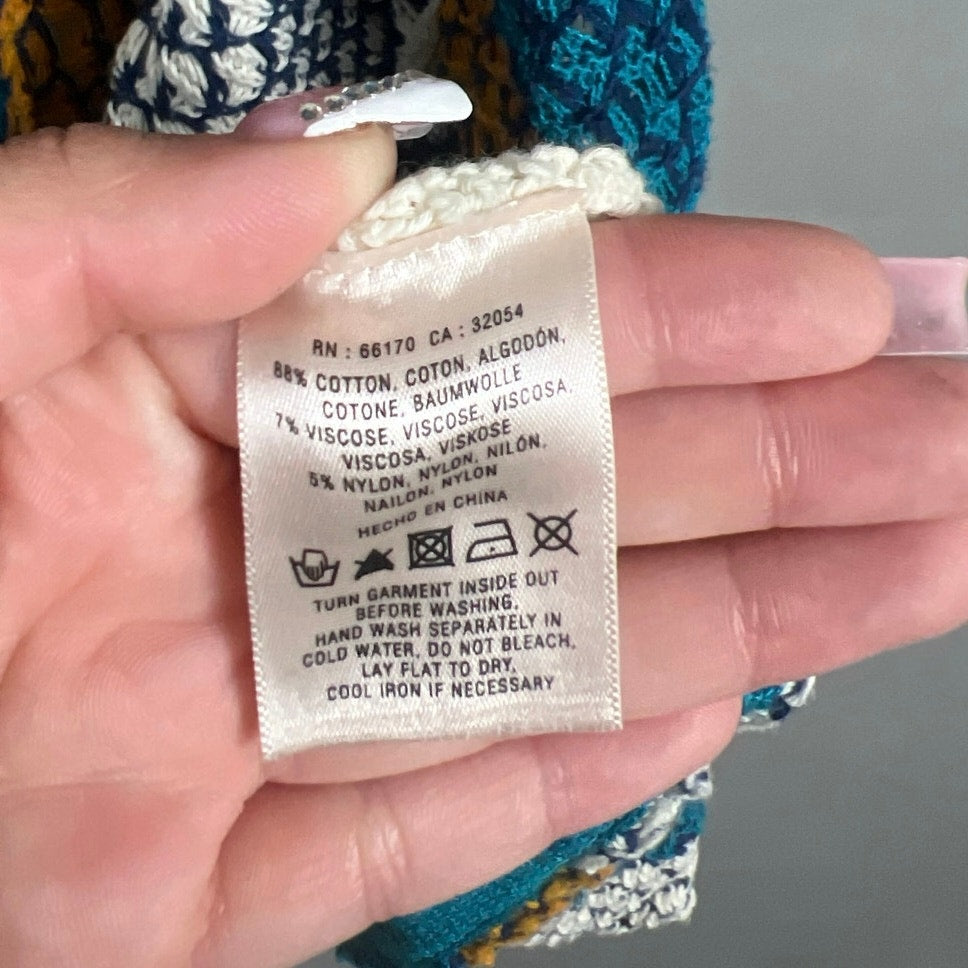 RN : 66170 CA : 32054
88% COTTON, COTON, ALGODÓN,
COTONE, BAUMWOLLE
7% VISCOSE, VISCOSE, VISCOSA,
VISCOSA, VISKOSE
5% NYLON, NYLON, NILÓN,
NAILON, NYLON
HECHO EN CHINA
TURN GARMENT INSIDE OUT
BEFORE WASHING,
HAND WASH SEPARATELY IN
COLD WATER, DO NOT BLEACH,
LAY FLAT TO DRY,
COOL IRON IF NECESSARY